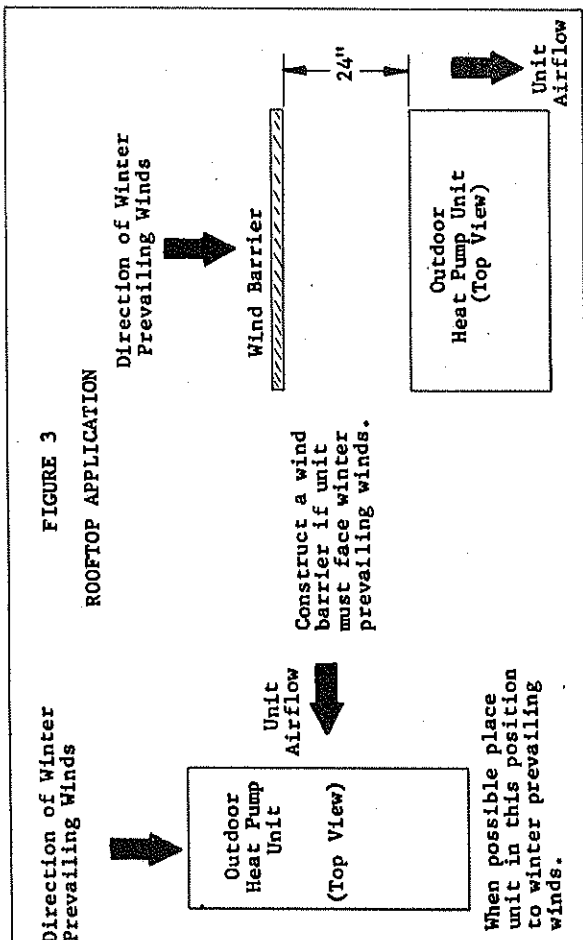 FIGURE 3
ROOFTOP APPLICATION
Direction of Winter
Prevailing Winds
Outdoor
Heat Pump
Unit
(Top View)
Unit
Airflow
When possible place
unit in this position
to winter prevailing
winds.
Construct a wind
barrier if unit
must face winter
prevailing winds.
Direction of Winter
Prevailing Winds
Wind Barrier
24"
Outdoor
Heat Pump Unit
(Top View)
Unit
Airflow